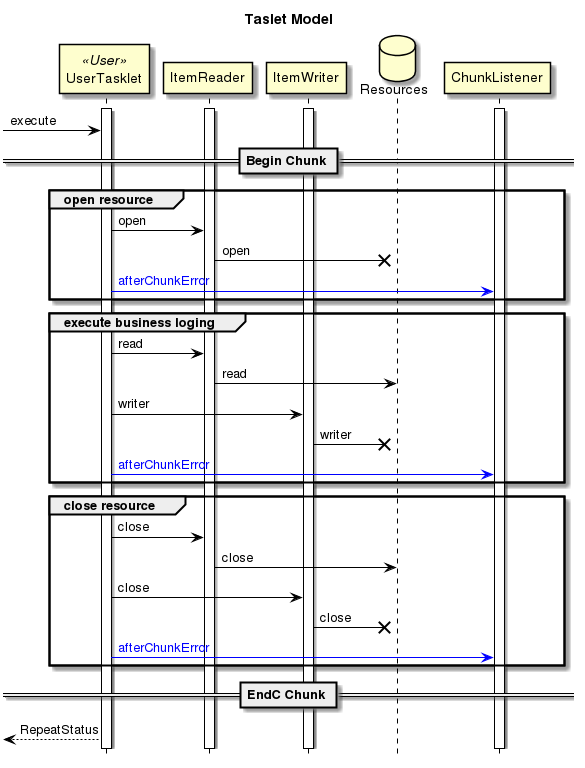 Taslet Model
«User»
UserTasklet
ItemReader
ItemWriter
Resources
ChunkListener
execute
Begin Chunk
open resource
open
open
afterChunkError
execute business loging
read
read
writer
writer
afterChunkError
close resource
close
close
close
close
afterChunkError
EndC Chunk
RepeatStatus